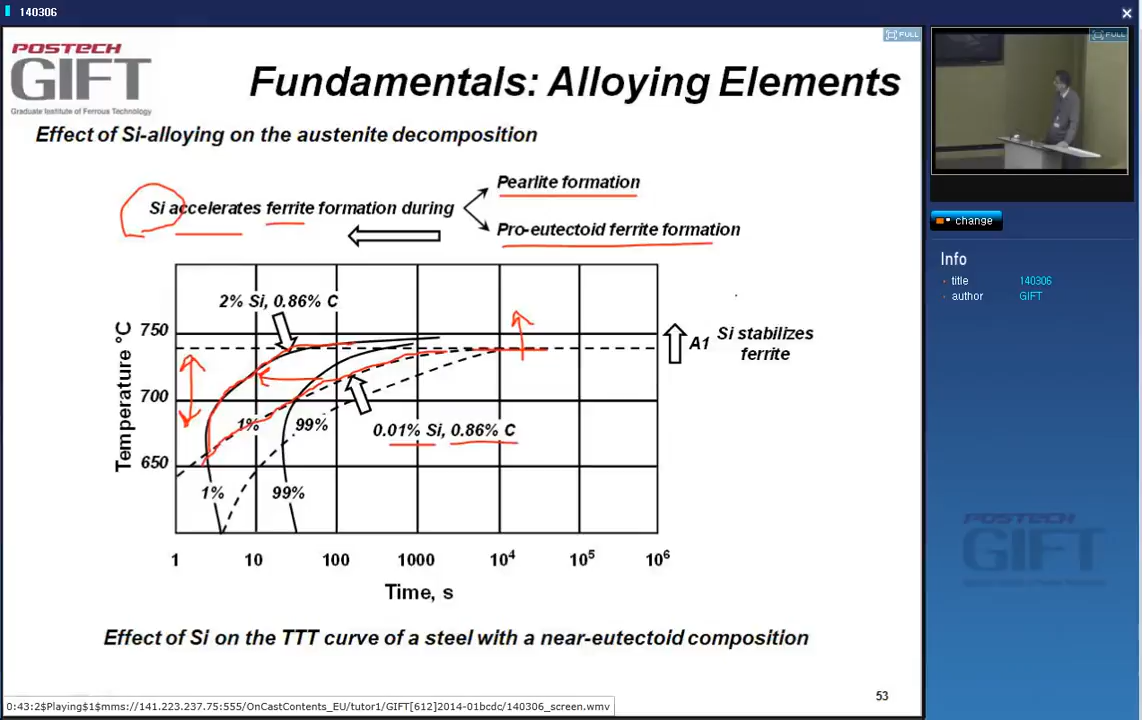 140306
FULL
POSTECH
GIFT
Graduate Institute of Ferrous Technology
Fundamentals: Alloying Elements
Effect of Si-alloying on the austenite decomposition
Pearlite formation
Si accelerates ferrite formation during
Pro-eutectoid ferrite formation
2% Si, 0.86% C
Temperature °C
750
700
650
A1
Si stabilizes
ferrite
1%
99%
0.01% Si, 0.86% C
1%
99%
1
10
100
1000
10⁴
10⁵
10⁶
Time, s
Effect of Si on the TTT curve of a steel with a near-eutectoid composition
53
0:43:2$Playing$1$mms://141.223.237.75:555/OnCastContents_EU/tutor1/GIFT[612]2014-01bcdc/140306_screen.wmv
FULL
change
Info
title 140306
author GIFT
POSTECH
GIFT